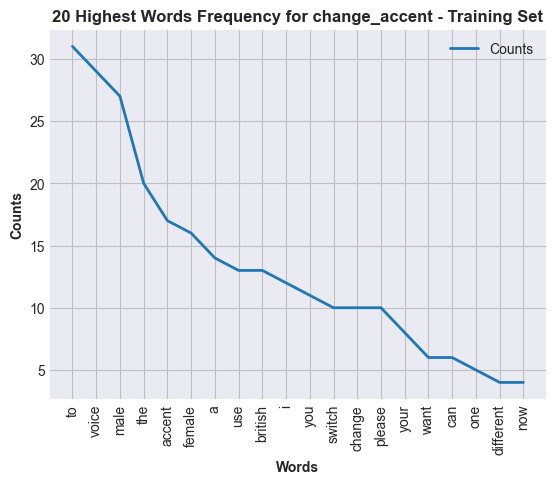 20 Highest Words Frequency for change_accent - Training Set
Counts
30
25
20
15
10
5
Counts
to
voice
male
the
accent
female
a
use
british
i
you
switch
change
please
your
want
can
one
different
now
Words